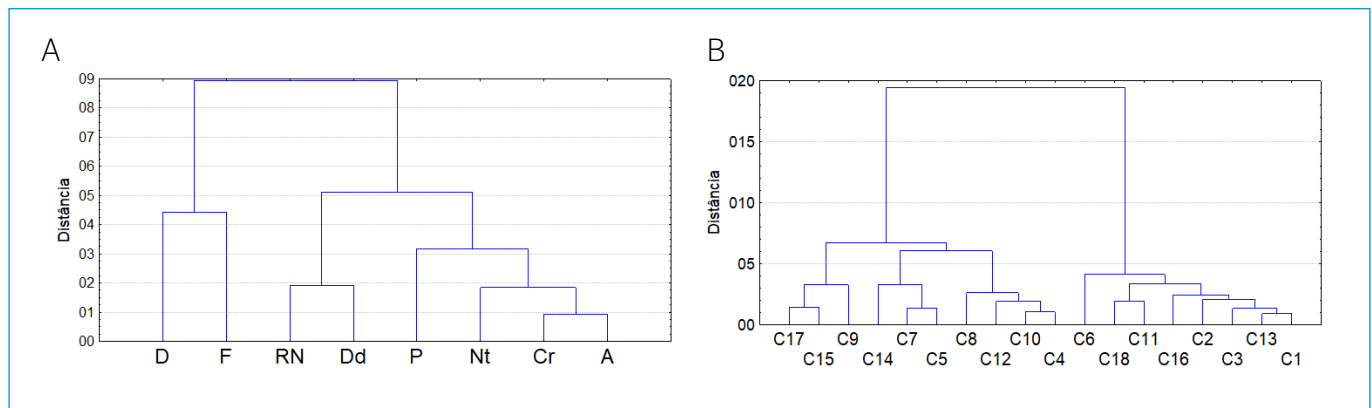 A
09
08
07
06
05
04
03
02
01
00
Distância
D F RN Dd P Nt Cr A
B
020
015
010
05
00
Distância
C17 C9 C7 C8 C10 C6 C11 C2 C13
C15 C14 C5 C12 C4 C18 C16 C3 C1